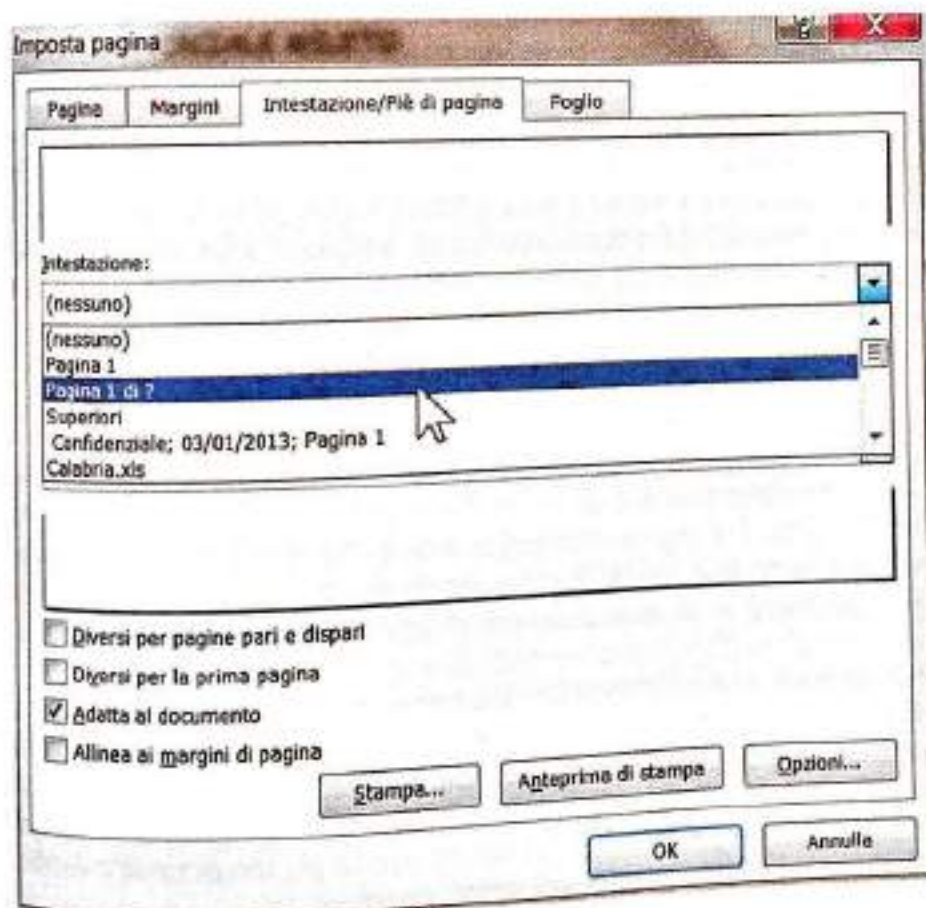 Imposta pagina
Pagina Margini Intestazione/Piè di pagina Foglio
Intestazione:
(nessuno)
(nessuno)
Pagina 1
Pagina 1 di ?
Superiori
Confidenziale; 03/01/2013; Pagina 1
Calabria.xls
Diversi per pagine pari e dispari
Diversi per la prima pagina
Adatta al documento
Allinea ai margini di pagina
Stampa... Anteprima di stampa Opzioni...
OK Annulla